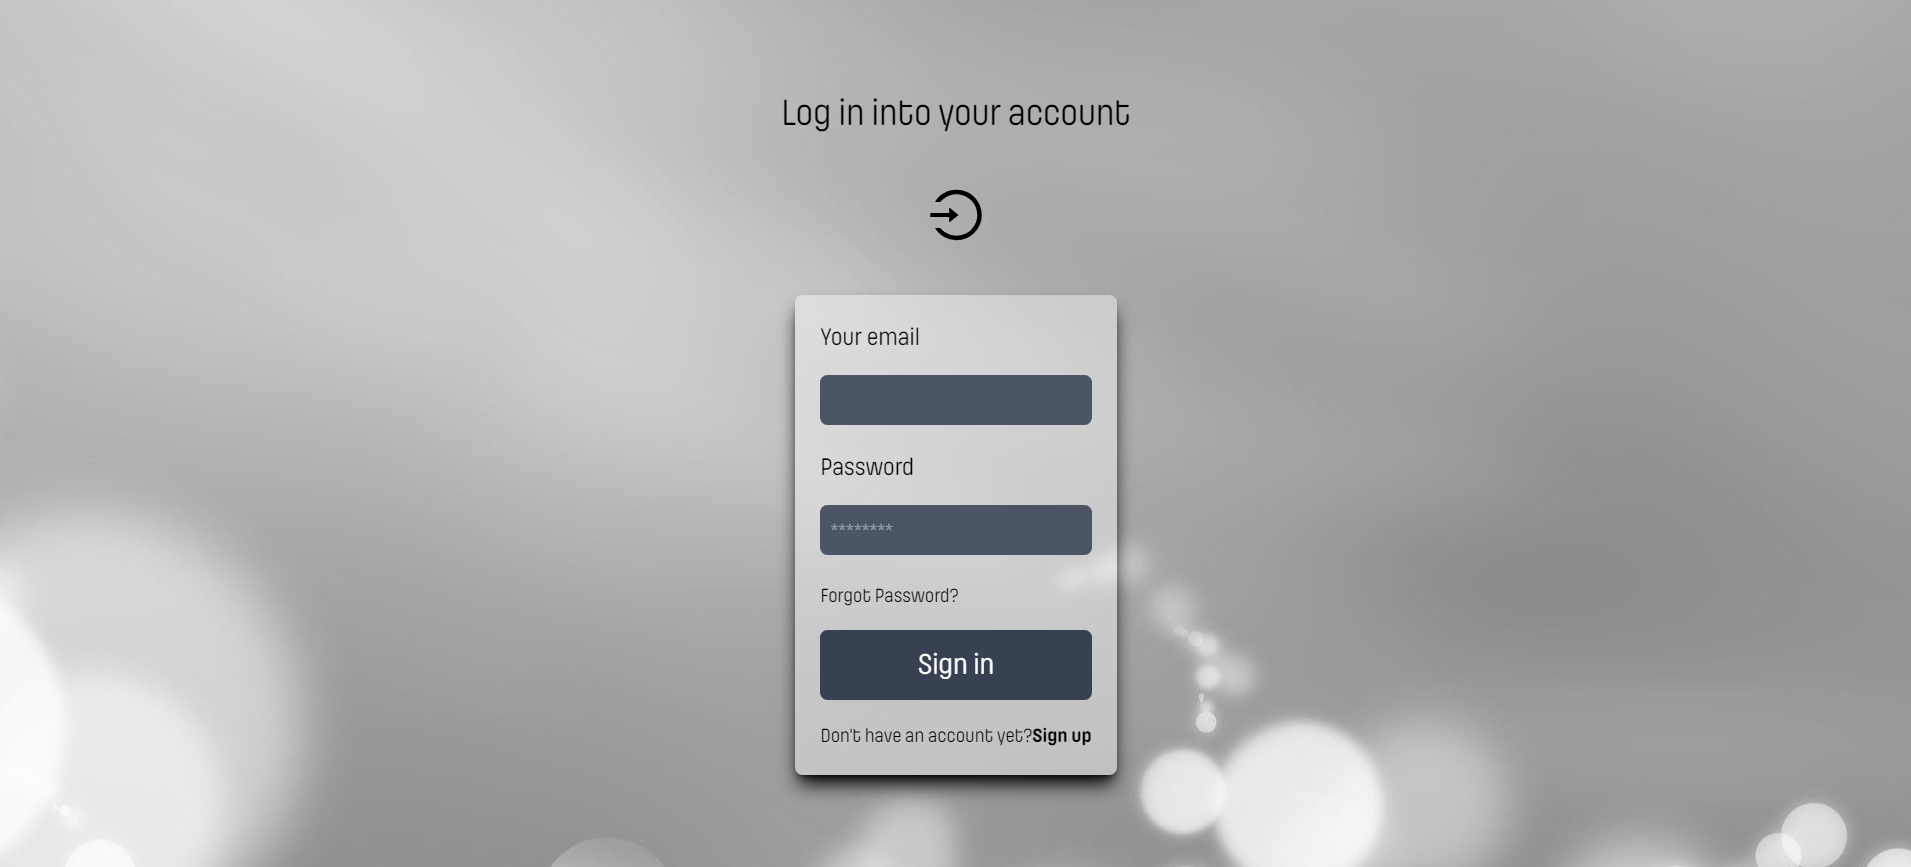 Log in into your account
Your email
Password
********
Forgot Password?
Sign in
Don't have an account yet?Sign up